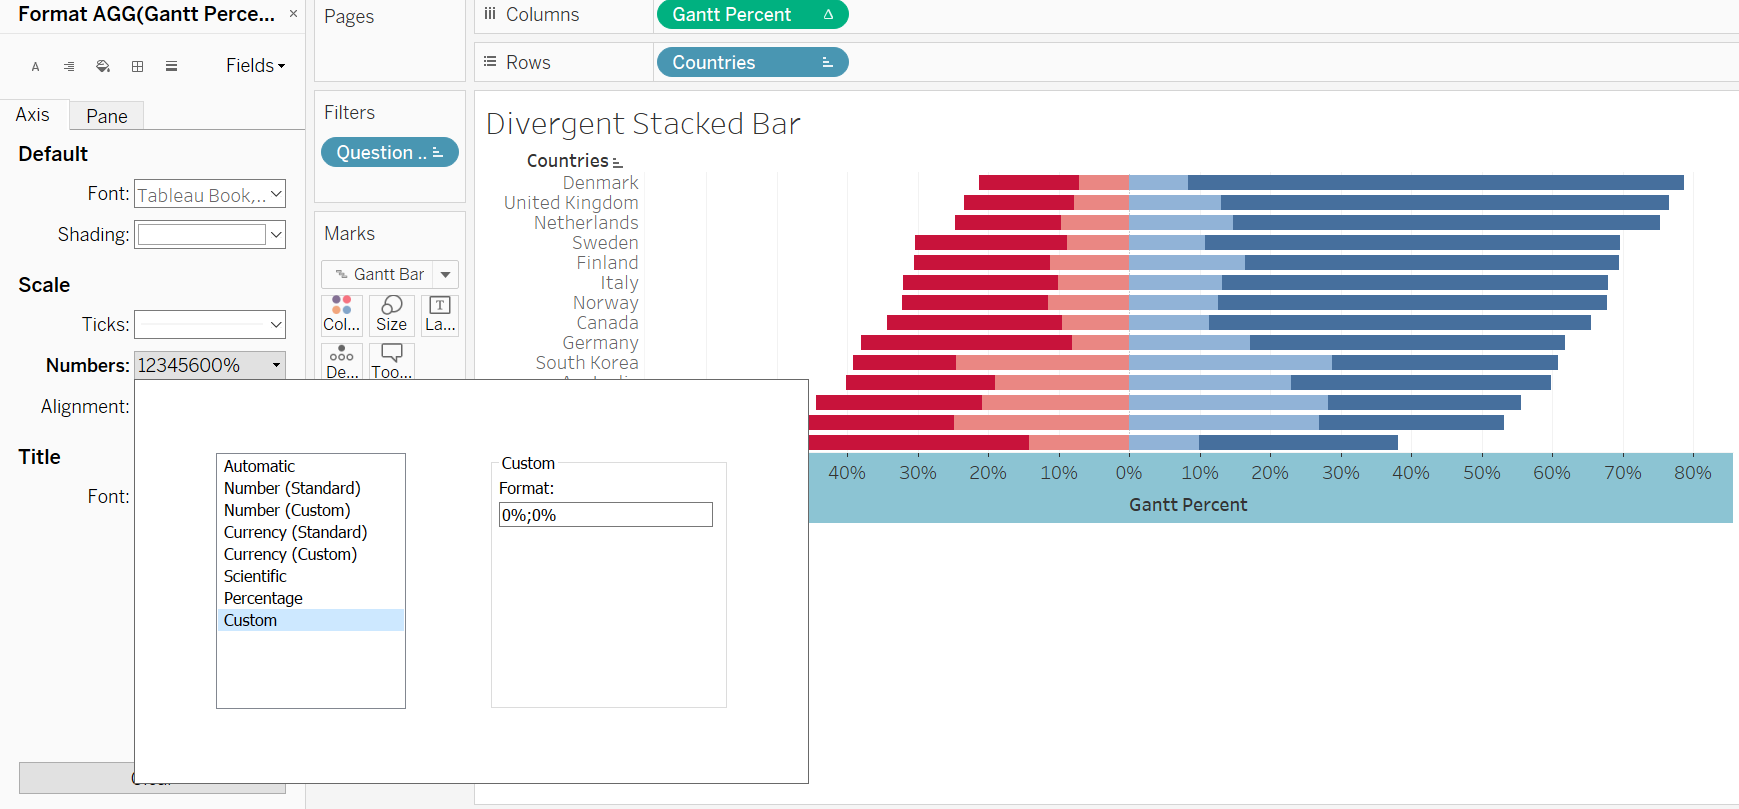 Format AGG(Gantt Perce... ×
A Fields
Axis Pane
Default
Font: Tableau Book,..
Shading:
Scale
Ticks:
Numbers: 12345600%
Alignment:
Title
Font:
Automatic
Number (Standard)
Number (Custom)
Currency (Standard)
Currency (Custom)
Scientific
Percentage
Custom
Custom
Format:
0%;0%
Pages
Filters
Question ..
Marks
Gantt Bar
Col... Size La...
De... Too...
Columns Gantt Percent Δ
Rows Countries
Divergent Stacked Bar
Countries
Denmark
United Kingdom
Netherlands
Sweden
Finland
Italy
Norway
Canada
Germany
South Korea
40% 30% 20% 10% 0% 10% 20% 30% 40% 50% 60% 70% 80%
Gantt Percent